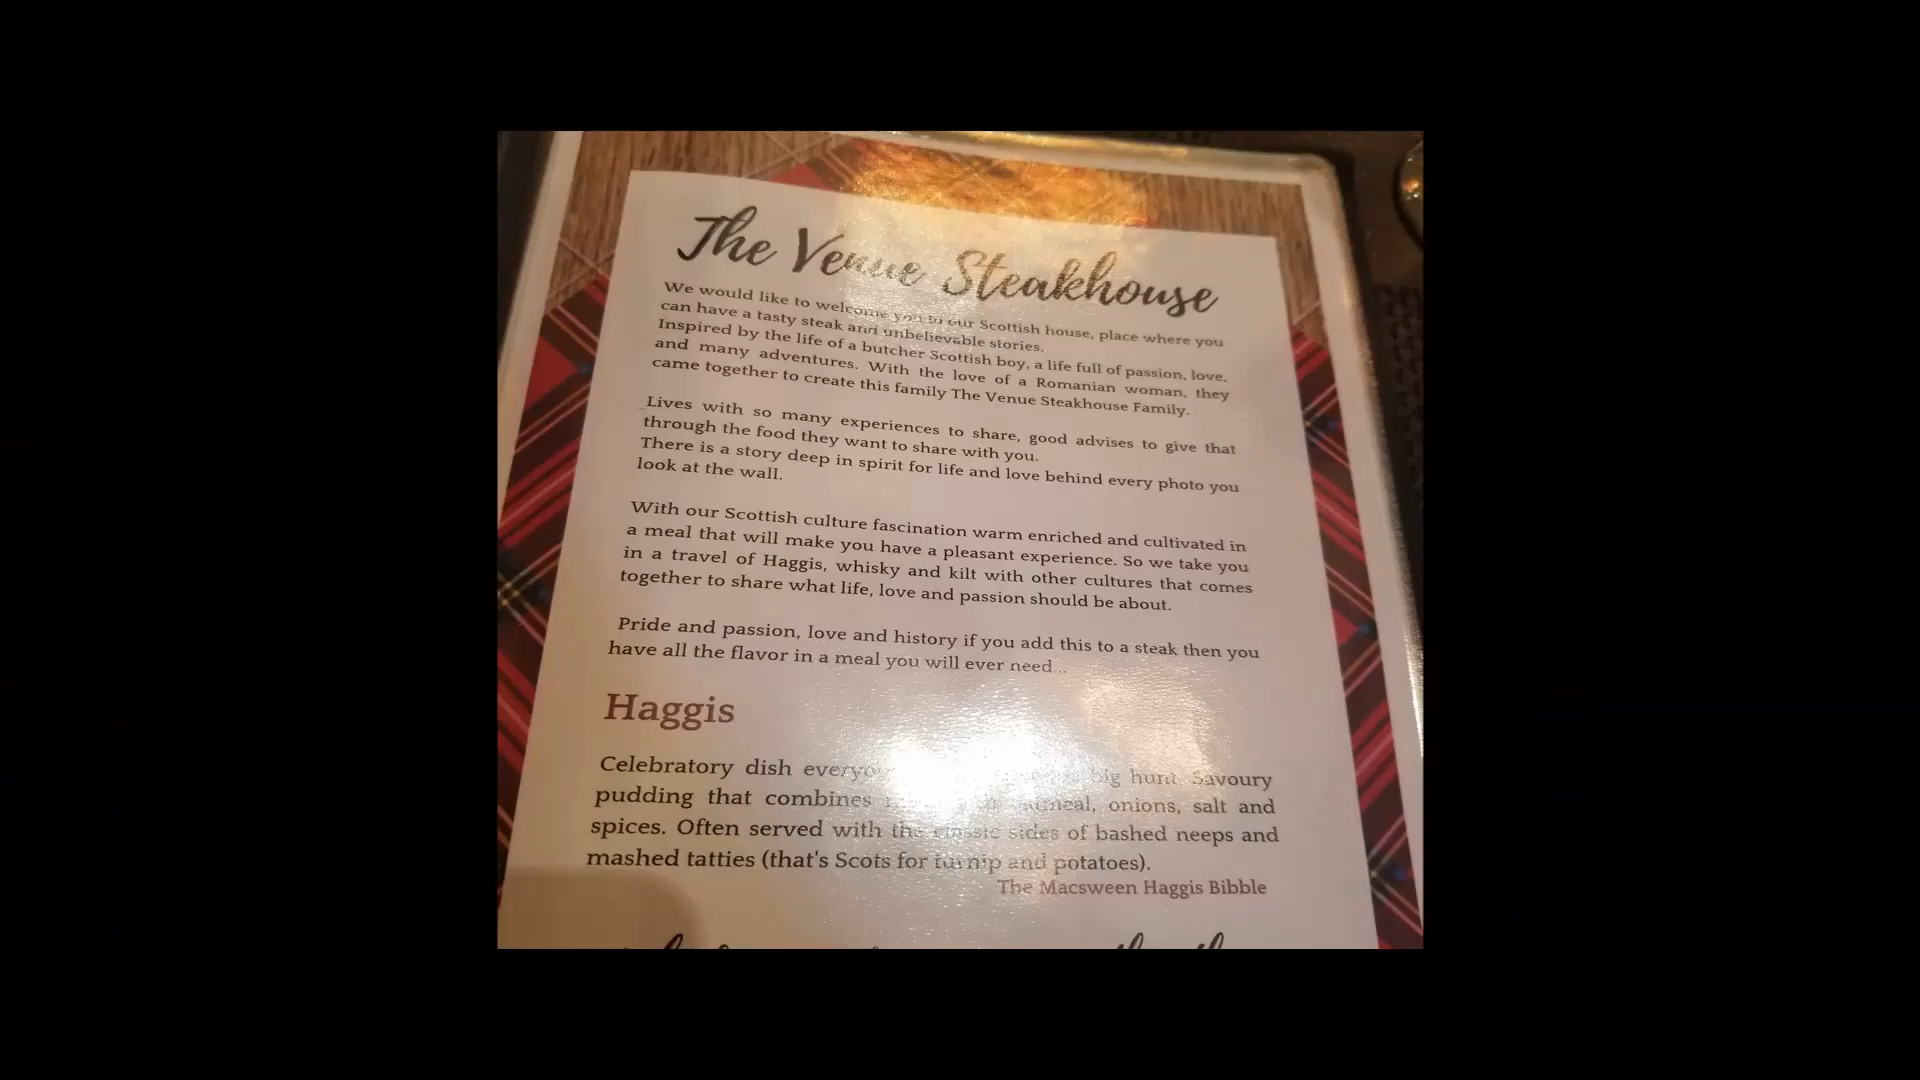 The Venue Steakhouse
We would like to welcome you to our Scottish house, place where you
can have a tasty steak and unbelievable stories.
Inspired by the life of a butcher Scottish boy, a life full of passion, love,
and many adventures. With the love of a Romanian woman, they
came together to create this family The Venue Steakhouse Family.
Lives with so many experiences to share, good advises to give that
through the food they want to share with you.
There is a story deep in spirit for life and love behind every photo you
look at the wall.
With our Scottish culture fascination warm enriched and cultivated in
a meal that will make you have a pleasant experience. So we take you
in a travel of Haggis, whisky and kilt with other cultures that comes
together to share what life, love and passion should be about.
Pride and passion, love and history if you add this to a steak then you
have all the flavor in a meal you will ever need...
Haggis
Celebratory dish big hunt. Savoury
pudding that combines oatmeal, onions, salt and
spices. Often served with the classic sides of bashed neeps and
mashed tatties (that's Scots for turnip and potatoes).
The Macsween Haggis Bibble